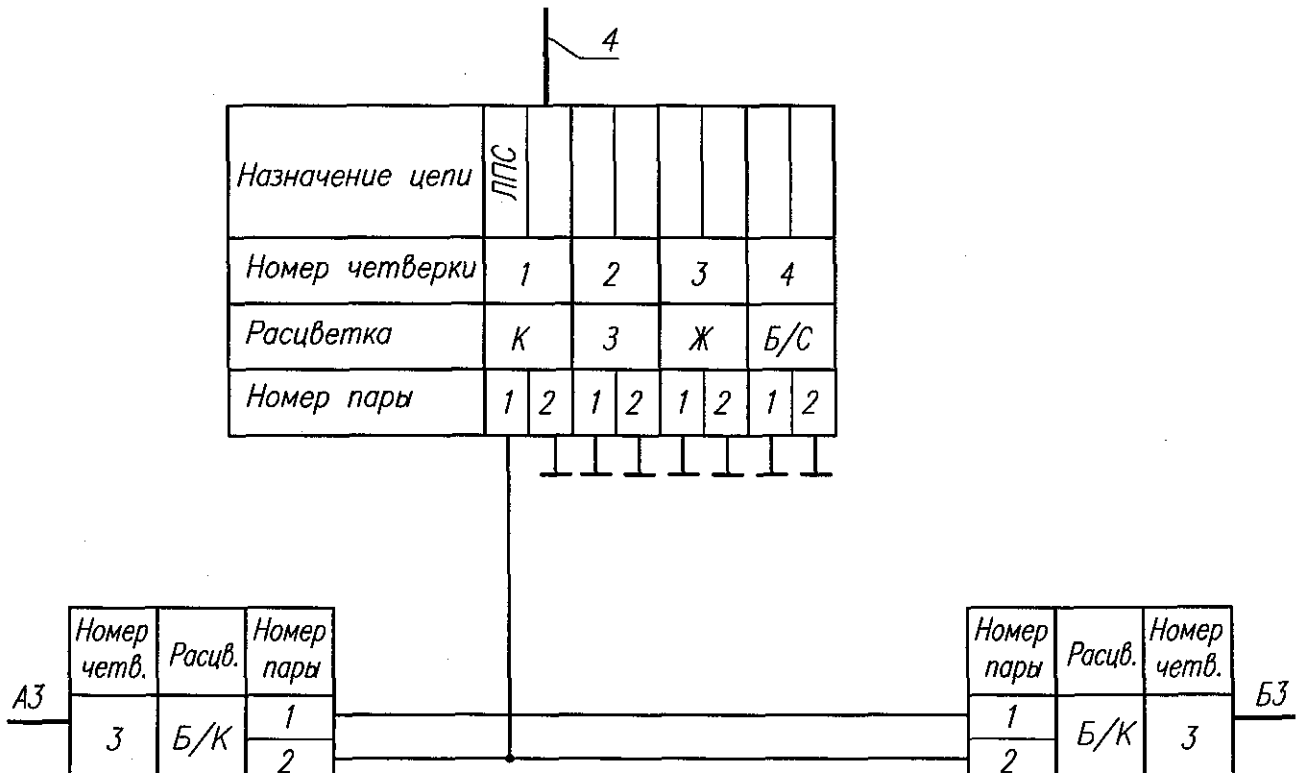 4
Назначение цепи ЛПС
Номер четверки 1 2 3 4
Расцветка К З Ж Б/С
Номер пары 1 2 1 2 1 2 1 2
Номер четв. Расцв. Номер пары
А3 3 Б/К 1
2
Номер пары Расцв. Номер четв.
1 Б/К 3 Б3
2